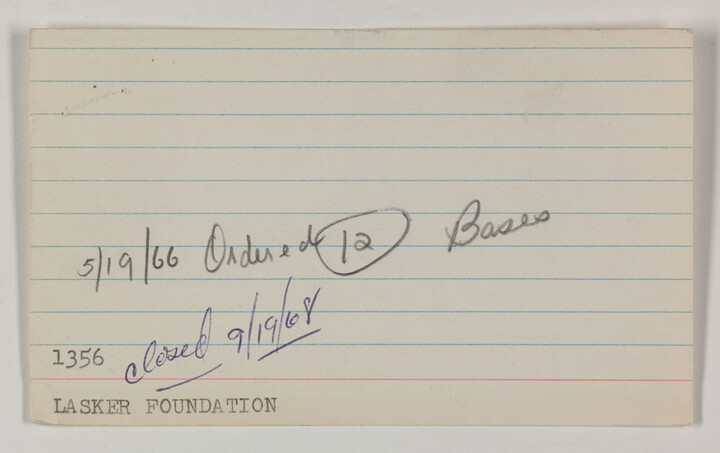 5/19/66 Ordered 12 Bases
closed 9/19/68
1356
LASKER FOUNDATION